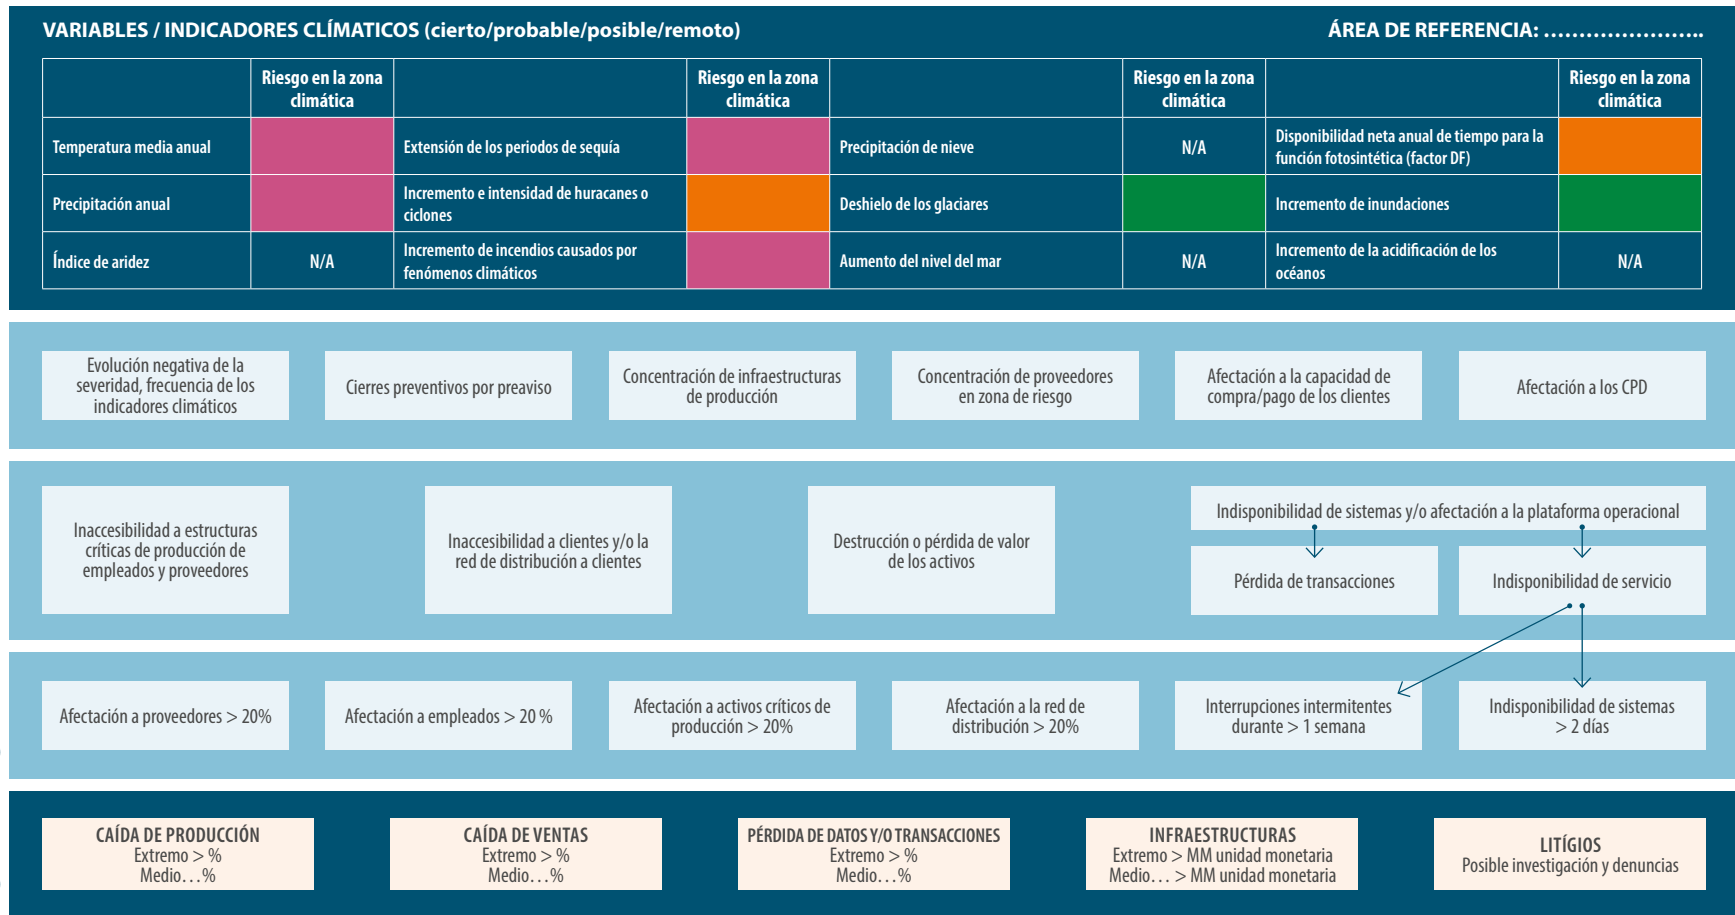 VARIABLES / INDICADORES CLÍMATICOS (cierto/probable/posible/remoto)
ÁREA DE REFERENCIA: …………………..
Riesgo en la zona
climática
Riesgo en la zona
climática
Riesgo en la zona
climática
Riesgo en la zona
climática
Temperatura media anual
Extensión de los periodos de sequía
Precipitación de nieve
N/A
Disponibilidad neta anual de tiempo para la
función fotosintética (factor DF)
Precipitación anual
Incremento e intensidad de huracanes o
ciclones
Deshielo de los glaciares
Incremento de inundaciones
Índice de aridez
N/A
Incremento de incendios causados por
fenómenos climáticos
Aumento del nivel del mar
N/A
Incremento de la acidificación de los
océanos
N/A
Evolución negativa de la
severidad, frecuencia de los
indicadores climáticos
Cierres preventivos por preaviso
Concentración de infraestructuras
de producción
Concentración de proveedores
en zona de riesgo
Afectación a la capacidad de
compra/pago de los clientes
Afectación a los CPD
Inaccesibilidad a estructuras
críticas de producción de
empleados y proveedores
Inaccesibilidad a clientes y/o la
red de distribución a clientes
Destrucción o pérdida de valor
de los activos
Indisponibilidad de sistemas y/o afectación a la plataforma operacional
Pérdida de transacciones
Indisponibilidad de servicio
Afectación a proveedores > 20%
Afectación a empleados > 20 %
Afectación a activos críticos de
producción > 20%
Afectación a la red de
distribución > 20%
Interrupciones intermitentes
durante > 1 semana
Indisponibilidad de sistemas
> 2 días
CAÍDA DE PRODUCCIÓN
Extremo > %
Medio…%
CAÍDA DE VENTAS
Extremo > %
Medio…%
PÉRDIDA DE DATOS Y/O TRANSACCIONES
Extremo > %
Medio…%
INFRAESTRUCTURAS
Extremo > MM unidad monetaria
Medio… > MM unidad monetaria
LITÍGIOS
Posible investigación y denuncias